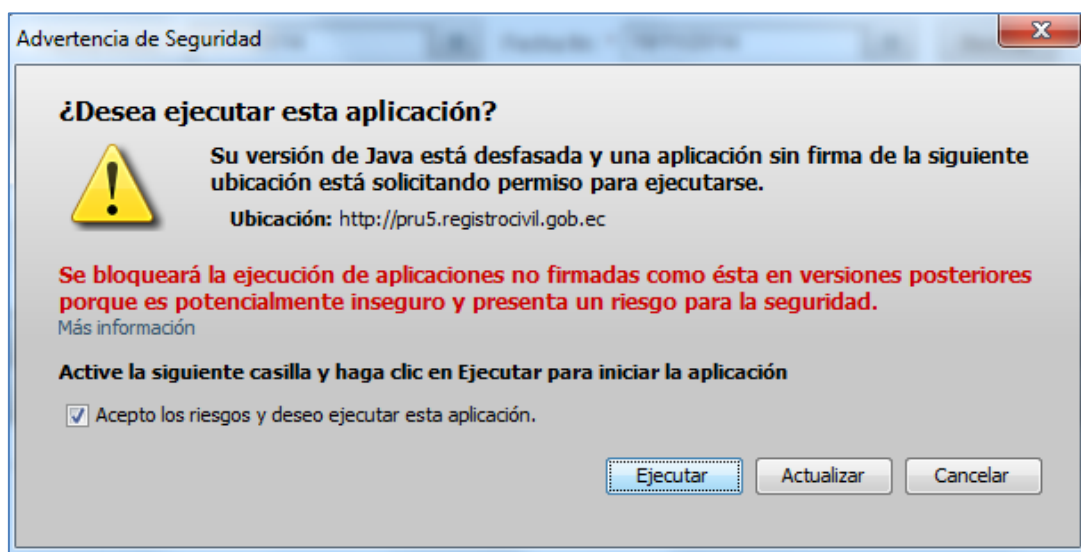 Advertencia de Seguridad
¿Desea ejecutar esta aplicación?
Su versión de Java está desfasada y una aplicación sin firma de la siguiente
ubicación está solicitando permiso para ejecutarse.
Ubicación: http://pru5.registrocivil.gob.ec
Se bloqueará la ejecución de aplicaciones no firmadas como ésta en versiones posteriores
porque es potencialmente inseguro y presenta un riesgo para la seguridad.
Más información
Active la siguiente casilla y haga clic en Ejecutar para iniciar la aplicación
Acepto los riesgos y deseo ejecutar esta aplicación.
Ejecutar Actualizar Cancelar